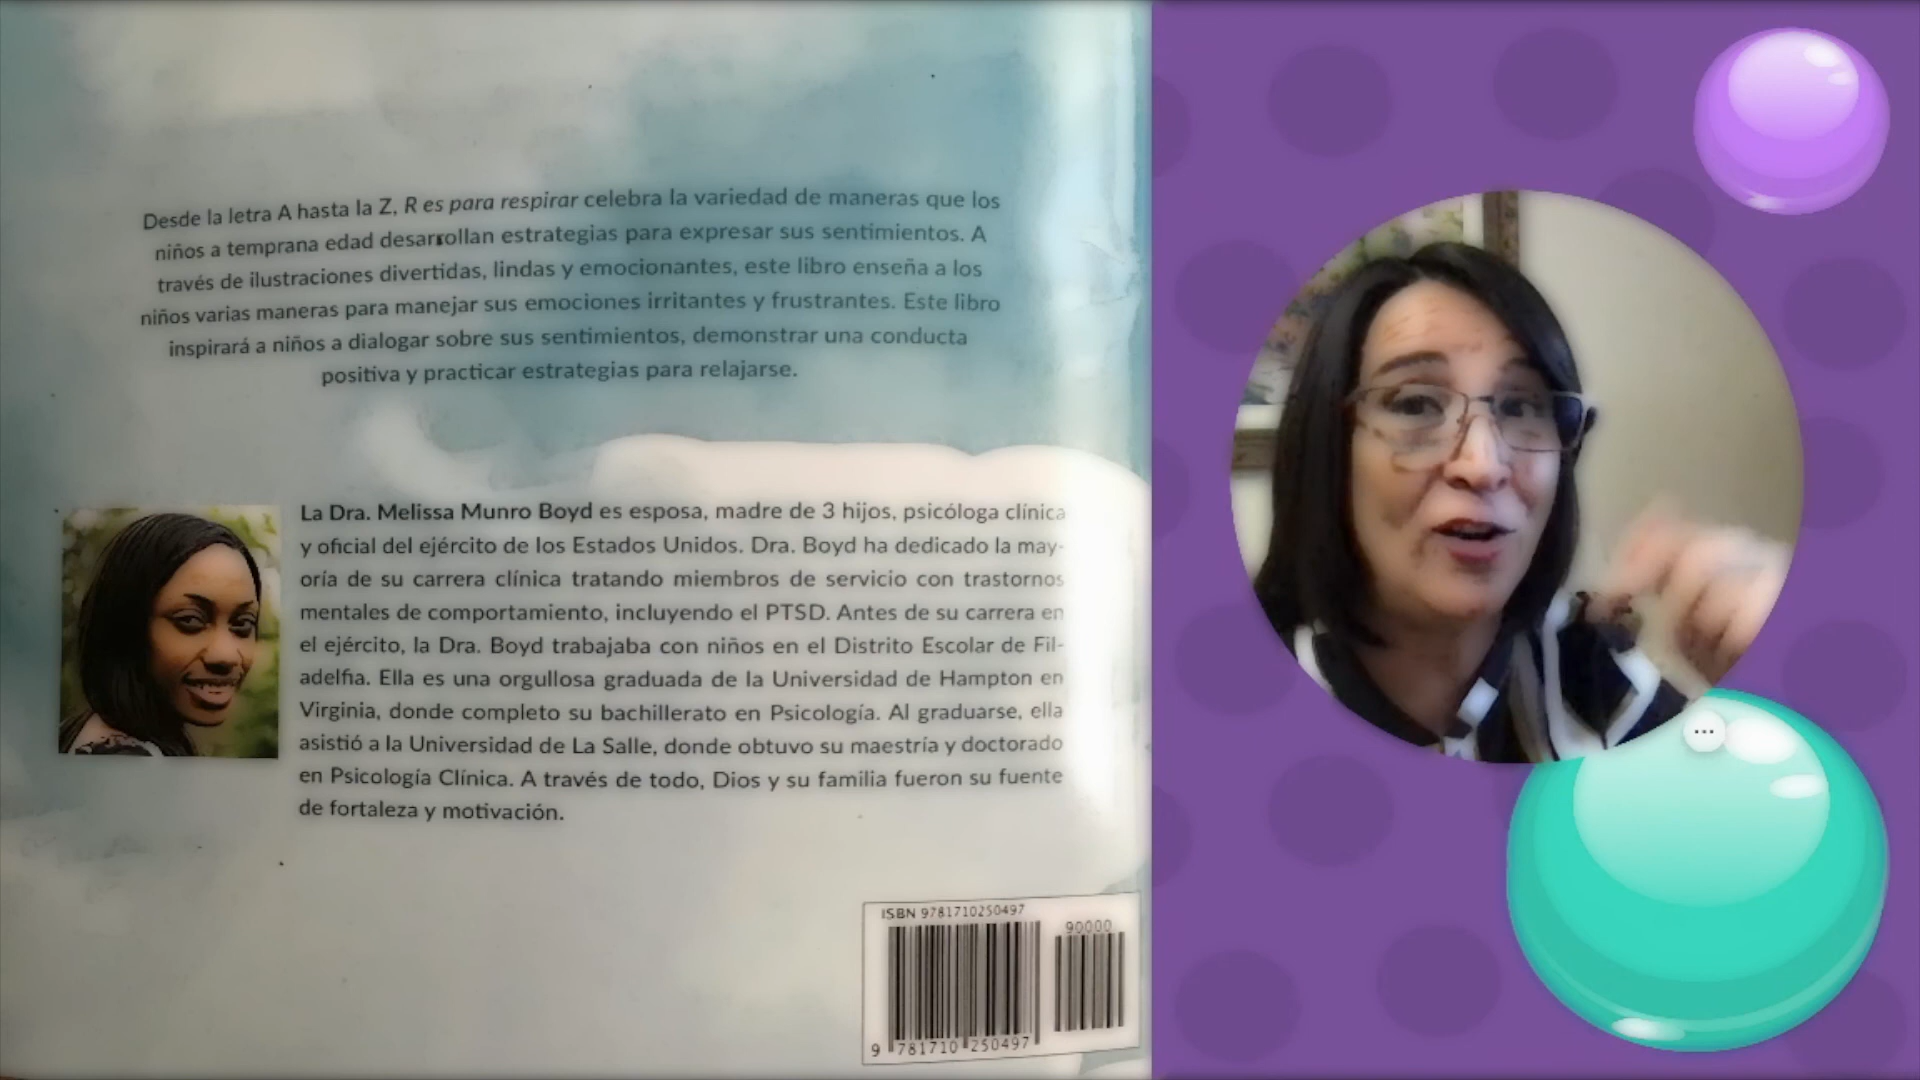 Desde la letra A hasta la Z, R es para respirar celebra la variedad de maneras que los
niños a temprana edad desarrollan estrategias para expresar sus sentimientos. A
través de ilustraciones divertidas, lindas y emocionantes, este libro enseña a los
niños varias maneras para manejar sus emociones irritantes y frustrantes. Este libro
inspirará a niños a dialogar sobre sus sentimientos, demonstrar una conducta
positiva y practicar estrategias para relajarse.
La Dra. Melissa Munro Boyd es esposa, madre de 3 hijos, psicóloga clínica
y oficial del ejército de los Estados Unidos. Dra. Boyd ha dedicado la may-
oría de su carrera clínica tratando miembros de servicio con trastornos
mentales de comportamiento, incluyendo el PTSD. Antes de su carrera en
el ejército, la Dra. Boyd trabajaba con niños en el Distrito Escolar de Fil-
adelfia. Ella es una orgullosa graduada de la Universidad de Hampton en
Virginia, donde completo su bachillerato en Psicología. Al graduarse, ella
asistió a la Universidad de La Salle, donde obtuvo su maestría y doctorado
en Psicología Clínica. A través de todo, Dios y su familia fueron su fuente
de fortaleza y motivación.
ISBN 9781710250497
90000
9 781710 250497